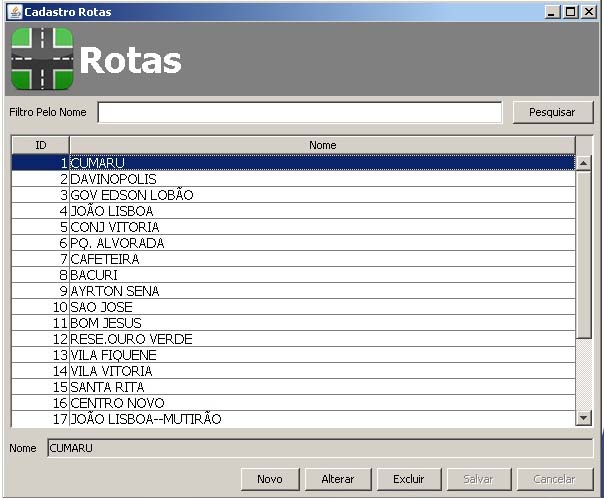 Cadastro Rotas
Rotas
Filtro Pelo Nome Pesquisar
ID Nome
1 CUMARU
2 DAVINOPOLIS
3 GOV EDSON LOBÃO
4 JOÃO LISBOA
5 CONJ VITORIA
6 PQ. ALVORADA
7 CAFETEIRA
8 BACURI
9 AYRTON SENA
10 SAO JOSE
11 BOM JESUS
12 RESE.OURO VERDE
13 VILA FIQUENE
14 VILA VITORIA
15 SANTA RITA
16 CENTRO NOVO
17 JOÃO LISBOA--MUTIRÃO
Nome CUMARU
Novo Alterar Excluir Salvar Cancelar